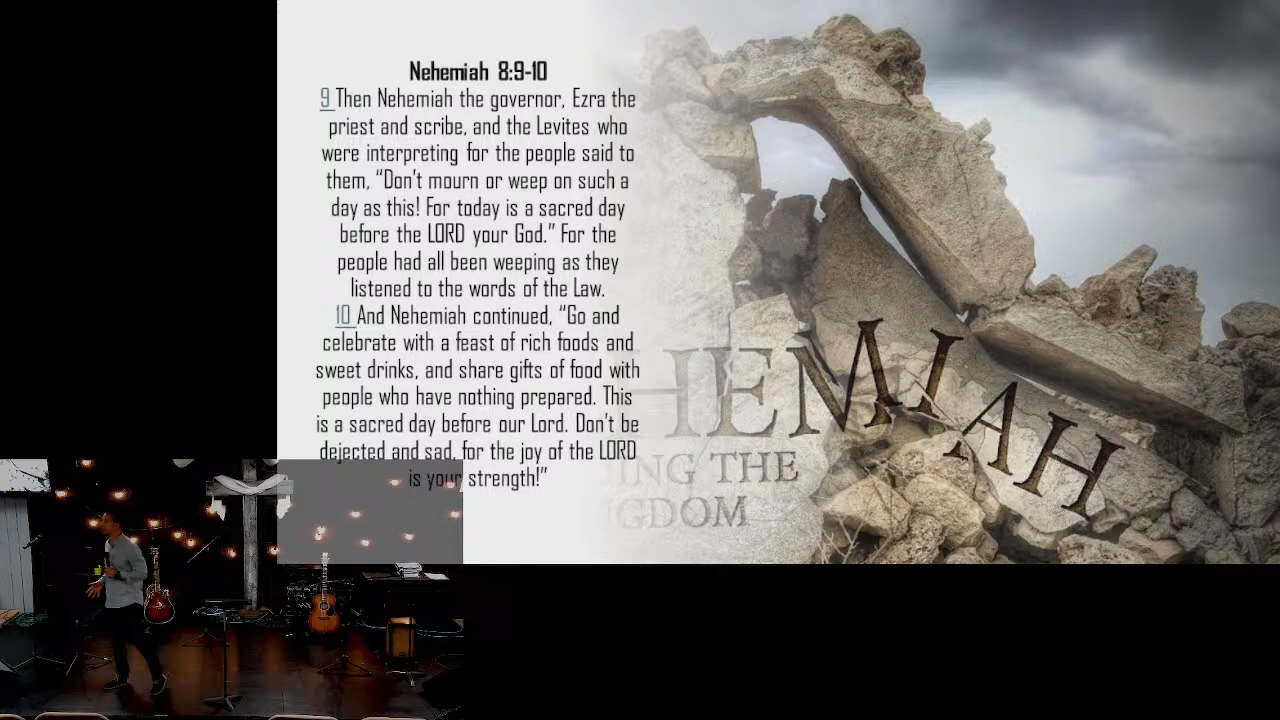 Nehemiah 8:9-10
9 Then Nehemiah the governor, Ezra the
priest and scribe, and the Levites who
were interpreting for the people said to
them, “Don't mourn or weep on such a
day as this! For today is a sacred day
before the LORD your God.” For the
people had all been weeping as they
listened to the words of the Law.
10 And Nehemiah continued, “Go and
celebrate with a feast of rich foods and
sweet drinks, and share gifts of food with
people who have nothing prepared. This
is a sacred day before our Lord. Don't be
dejected and sad, for the joy of the LORD
is your strength!”
HEMIAH
ING THE
GDOM